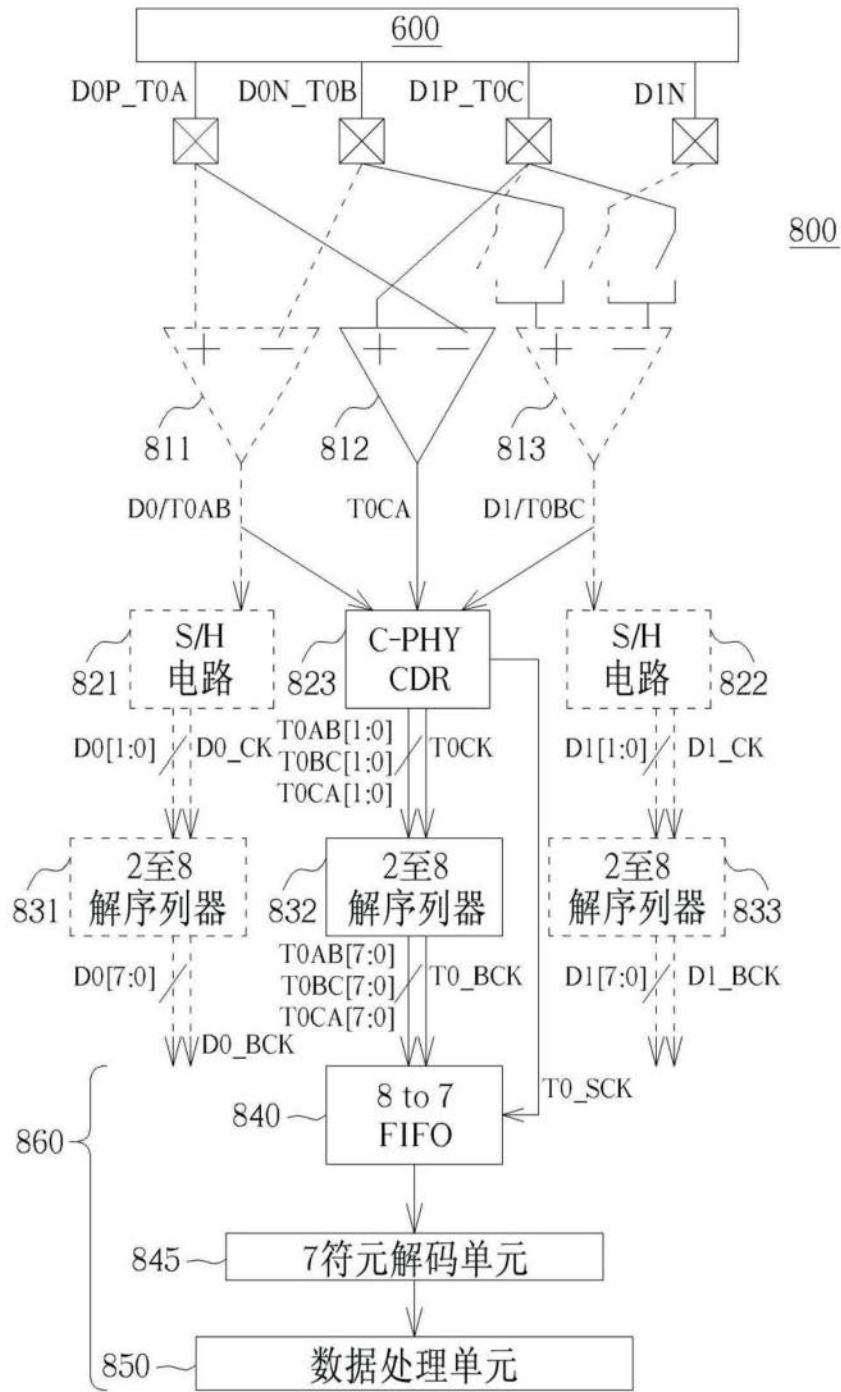 600
D0P_T0A D0N_T0B D1P_T0C D1N
800
+ − + − + −
811 812 813
D0/T0AB T0CA D1/T0BC
S/H
电路
821
C-PHY
CDR
823
S/H
电路
822
D0[1:0] D0_CK
T0AB[1:0]
T0BC[1:0]
T0CA[1:0]
T0CK
D1[1:0] D1_CK
2至8
解序列器
831
2至8
解序列器
832
2至8
解序列器
833
D0[7:0]
D0_BCK
T0AB[7:0]
T0BC[7:0]
T0CA[7:0]
T0_BCK
D1[7:0] D1_BCK
8 to 7
FIFO
840
T0_SCK
860
7符元解码单元
845
数据处理单元
850